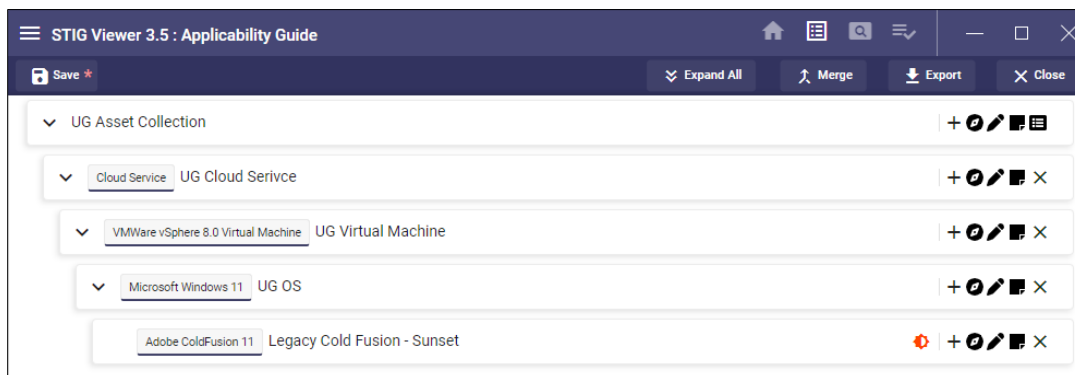 STIG Viewer 3.5 : Applicability Guide
Save * Expand All Merge Export Close
UG Asset Collection
Cloud Service UG Cloud Serivce
VMWare vSphere 8.0 Virtual Machine UG Virtual Machine
Microsoft Windows 11 UG OS
Adobe ColdFusion 11 Legacy Cold Fusion - Sunset